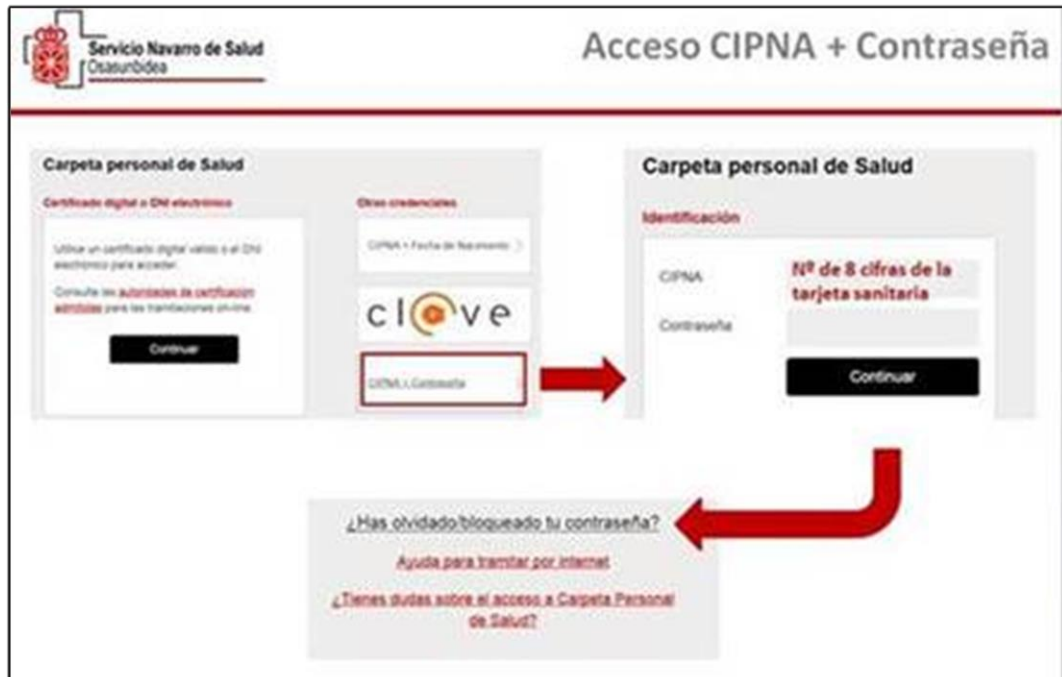 Servicio Navarro de Salud
Osasunbidea
Acceso CIPNA + Contraseña
Carpeta personal de Salud
Certificado digital o DNI electrónico
Utilice un certificado digital válido o el DNI
electrónico para acceder.
Consulte las autoridades de certificación
admitidas para las tramitaciones on-line.
Continuar
Otras credenciales
CIPNA + Fecha de Nacimiento
cl@ve
CIPNA + Contraseña
Carpeta personal de Salud
Identificación
CIPNA
Nº de 8 cifras de la
tarjeta sanitaria
Contraseña
Continuar
¿Has olvidado/bloqueado tu contraseña?
Ayuda para tramitar por internet
¿Tienes dudas sobre el acceso a Carpeta Personal
de Salud?